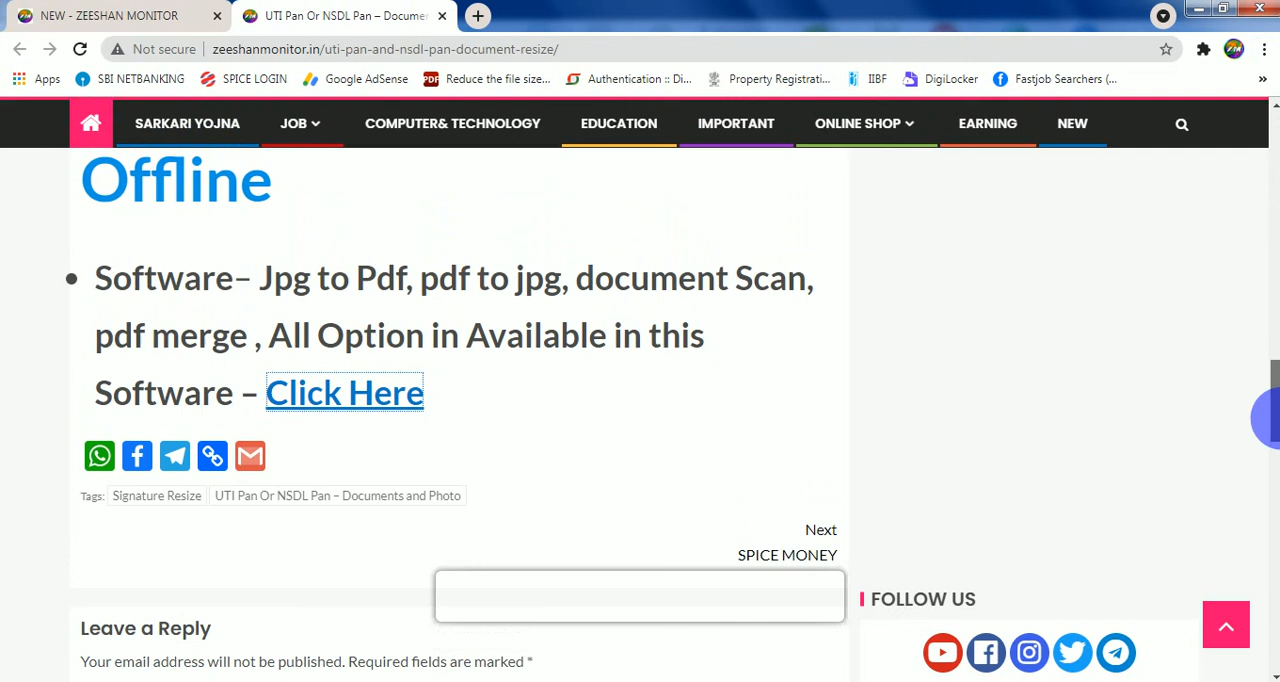 NEW - ZEESHAN MONITOR
UTI Pan Or NSDL Pan – Docume
Not secure | zeeshanmonitor.in/uti-pan-and-nsdl-pan-document-resize/
Apps SBI NETBANKING SPICE LOGIN Google AdSense PDF Reduce the file size... Authentication :: Di... Property Registrati... IIBF DigiLocker Fastjob Searchers (... »
SARKARI YOJNA JOB COMPUTER& TECHNOLOGY EDUCATION IMPORTANT ONLINE SHOP EARNING NEW
Offline
• Software– Jpg to Pdf, pdf to jpg, document Scan,
pdf merge , All Option in Available in this
Software – Click Here
Tags: Signature Resize UTI Pan Or NSDL Pan – Documents and Photo
Next
SPICE MONEY
FOLLOW US
Leave a Reply
Your email address will not be published. Required fields are marked *